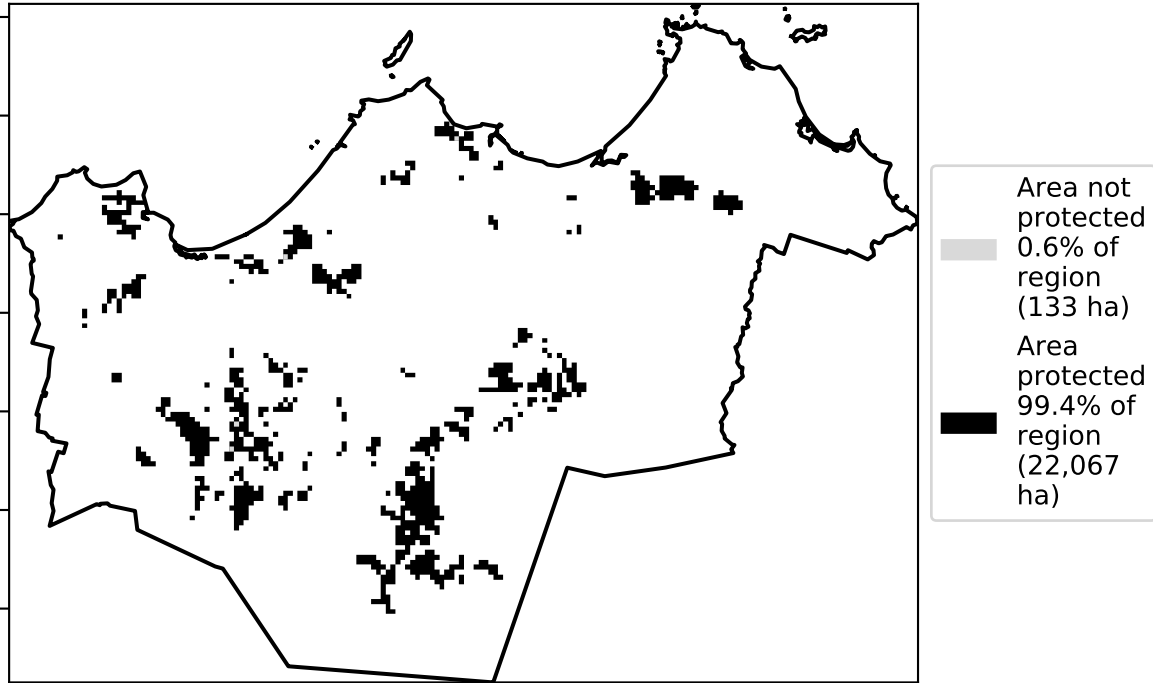 Area not
protected
0.6% of
region
(133 ha)
Area
protected
99.4% of
region
(22,067
ha)